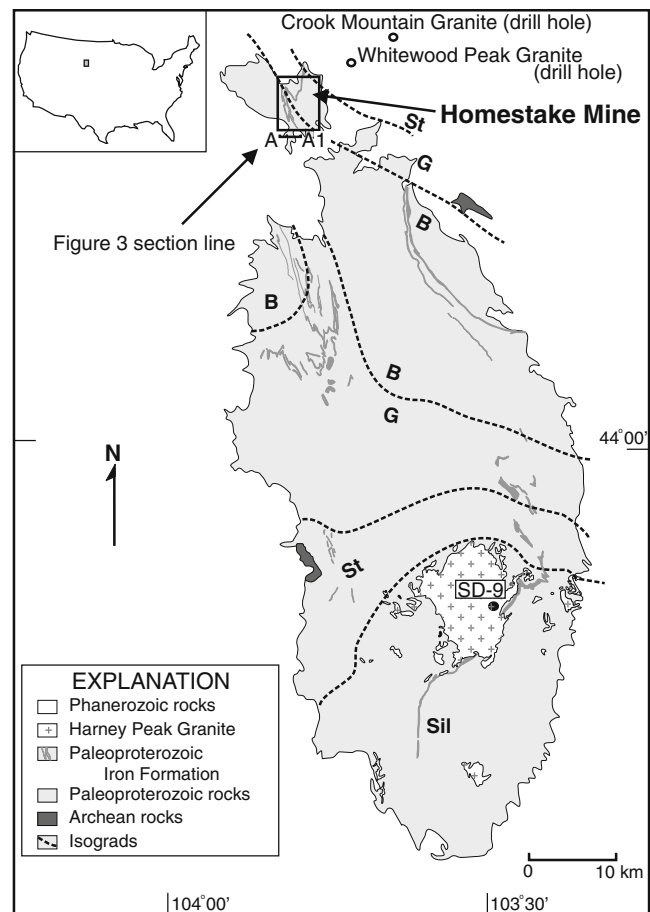 Crook Mountain Granite (drill hole)
Whitewood Peak Granite
(drill hole)
St
Homestake Mine
A A1
G
B
Figure 3 section line
B
B
G
44°00'
N
St
SD-9
Sil
EXPLANATION
Phanerozoic rocks
Harney Peak Granite
Paleoproterozoic
Iron Formation
Paleoproterozoic rocks
Archean rocks
Isograds
0 10 km
104°00' 103°30'